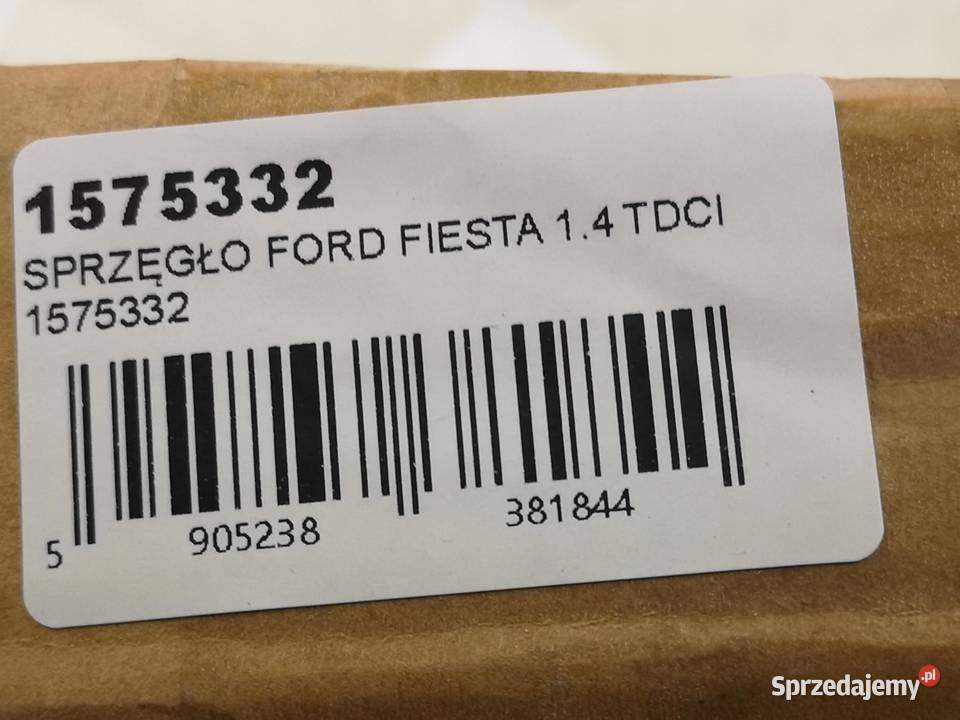 1575332
SPRZĘGŁO FORD FIESTA 1.4 TDCI
1575332
5 905238 381844
Sprzedajemy.pl